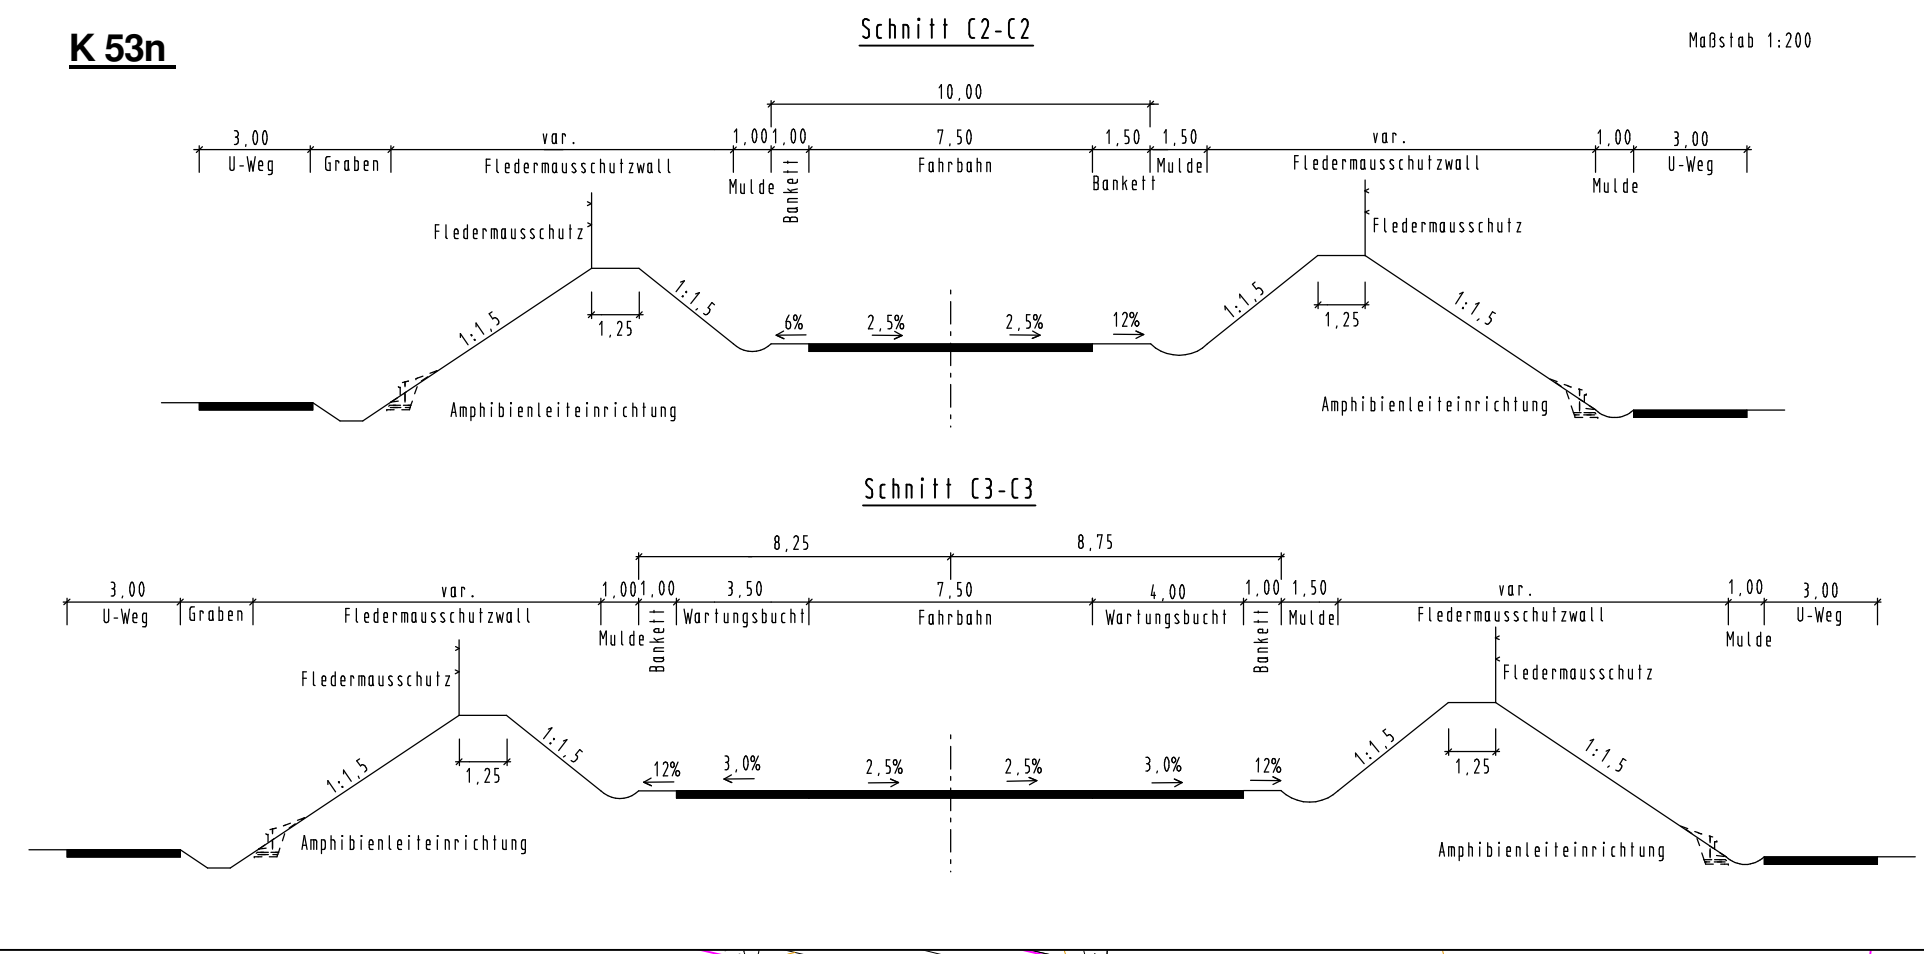 Schnitt C2-C2
K 53n
Maßstab 1:200
10,00
3,00 var. 1,00 1,00 7,50 1,50 1,50 var. 1,00 3,00
U-Weg Graben Fledermausschutzwall Mulde Bankett Fahrbahn Bankett Mulde Fledermausschutzwall Mulde U-Weg
Fledermausschutz Fledermausschutz
1:1,5 1:1,5 1:1,5 1:1,5
1,25 6% 2,5% 2,5% 12% 1,25
Amphibienleiteinrichtung Amphibienleiteinrichtung
Schnitt C3-C3
8,25 8,75
3,00 var. 1,00 1,00 3,50 7,50 4,00 1,00 1,50 var. 1,00 3,00
U-Weg Graben Fledermausschutzwall Mulde Bankett Wartungsbucht Fahrbahn Wartungsbucht Bankett Mulde Fledermausschutzwall Mulde U-Weg
Fledermausschutz Fledermausschutz
1:1,5 1:1,5 1:1,5 1:1,5
1,25 12% 3,0% 2,5% 2,5% 3,0% 12% 1,25
Amphibienleiteinrichtung Amphibienleiteinrichtung